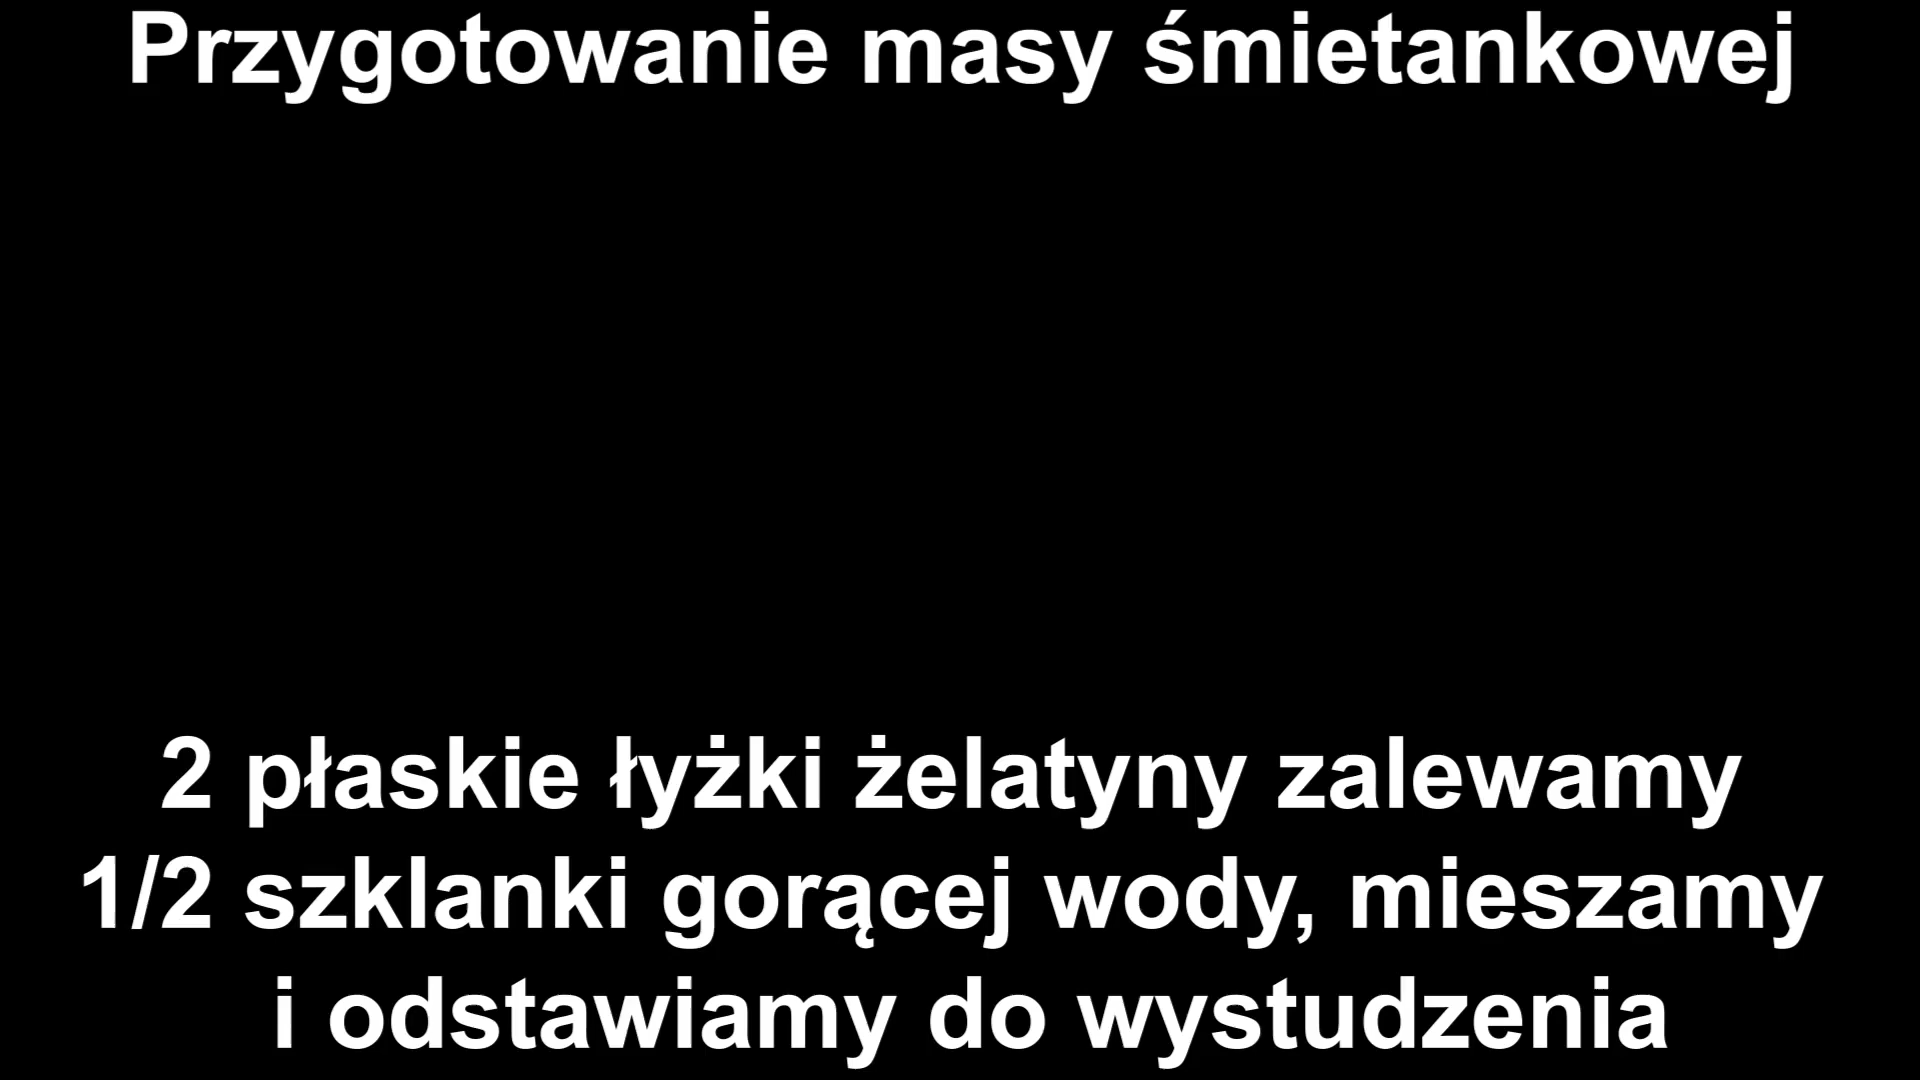 Przygotowanie masy śmietankowej
2 płaskie łyżki żelatyny zalewamy
1/2 szklanki gorącej wody, mieszamy
i odstawiamy do wystudzenia